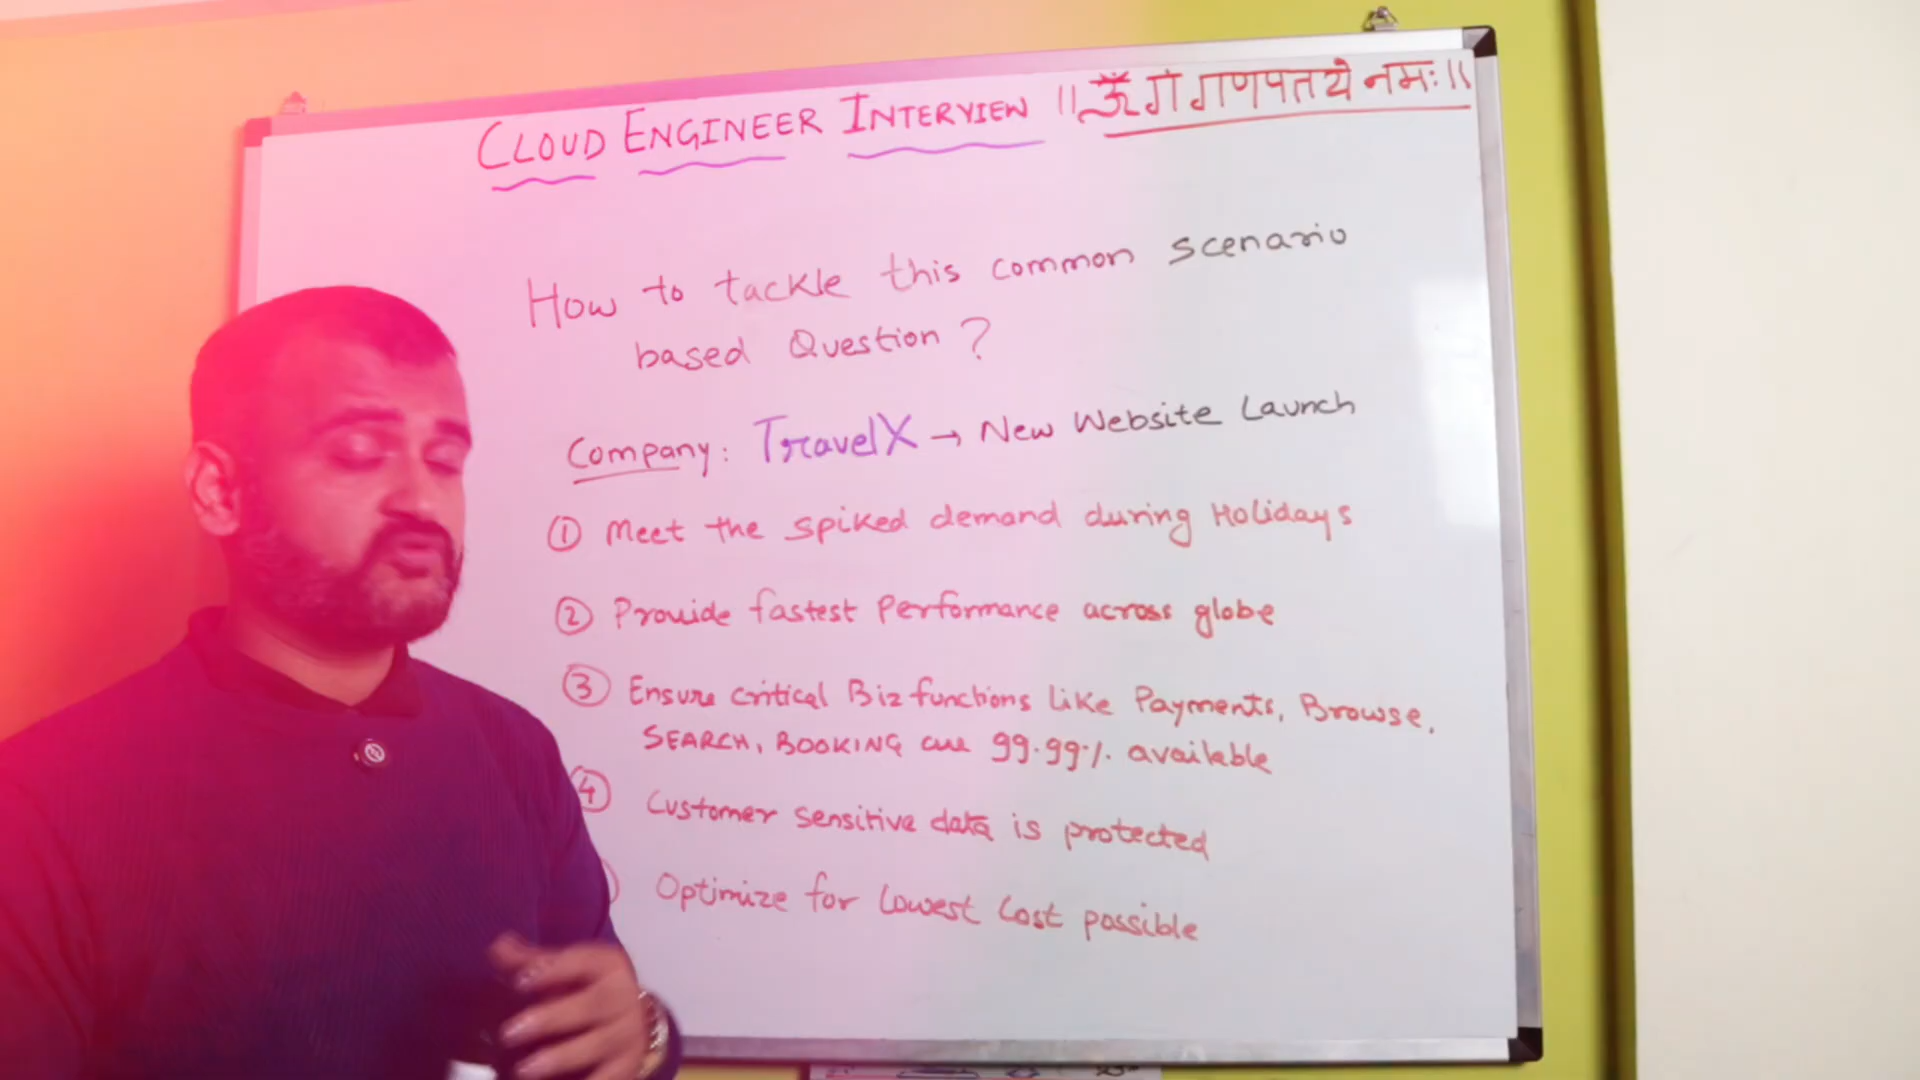 CLOUD ENGINEER INTERVIEW ॥ ॐ गं गणपतये नमः॥
How to tackle this common scenario
based Question?
Company: TravelX → New Website Launch
① Meet the spiked demand during Holidays
② Provide fastest Performance across globe
③ Ensure critical Biz functions like Payments, Browse,
SEARCH, BOOKING are 99.99% available
④ Customer sensitive data is protected
Optimize for Lowest Cost possible